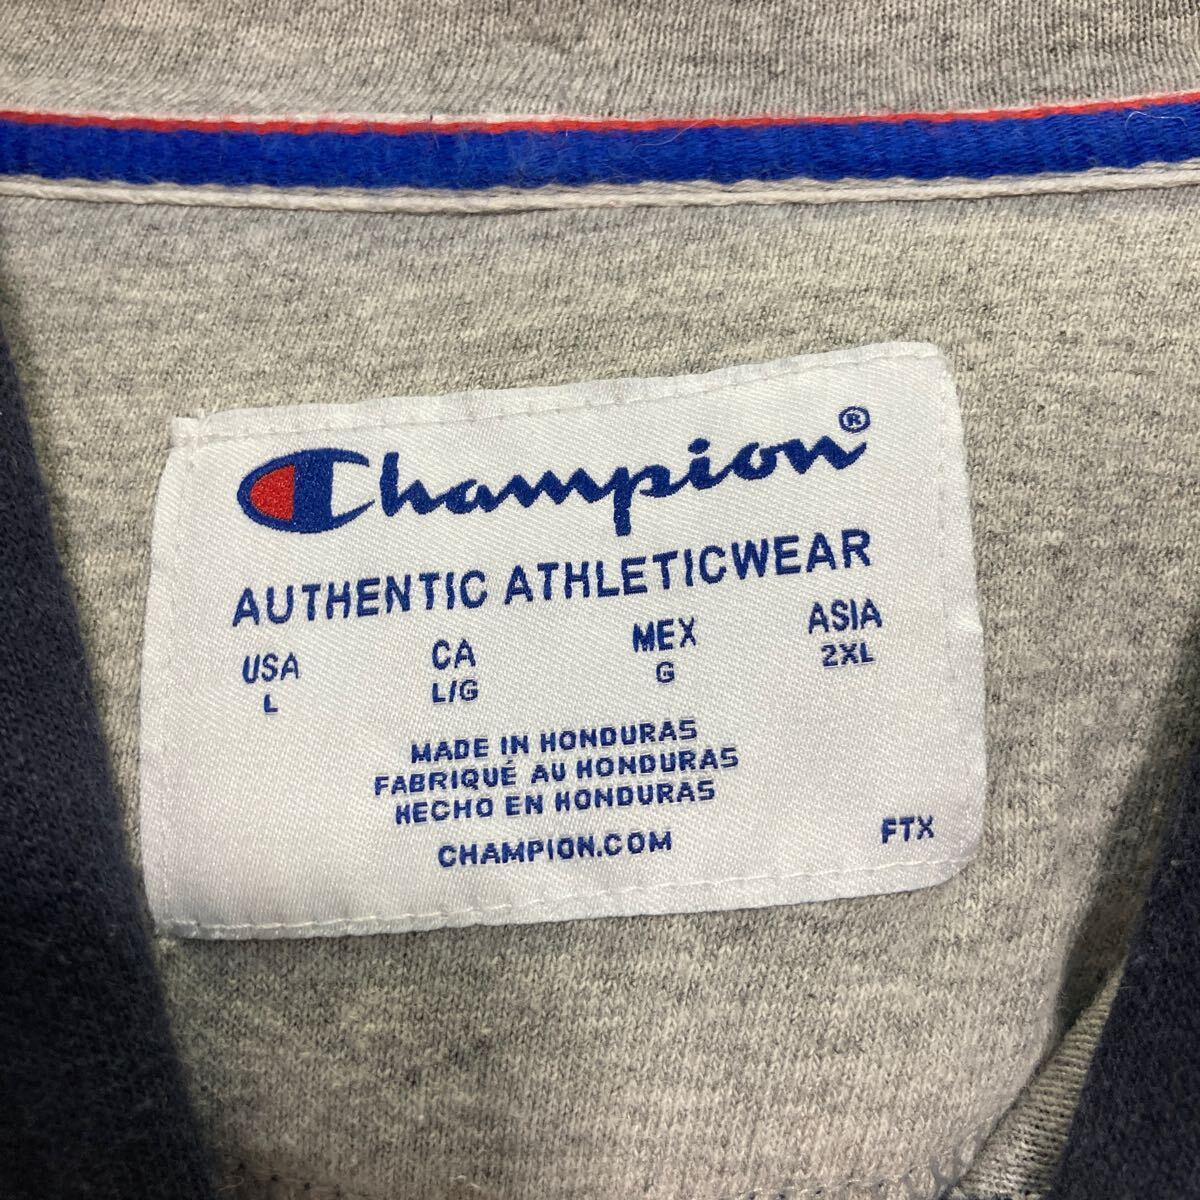 Champion®
AUTHENTIC ATHLETICWEAR
USA CA MEX ASIA
L L/G G 2XL
MADE IN HONDURAS
FABRIQUÉ AU HONDURAS
HECHO EN HONDURAS
CHAMPION.COM FTX